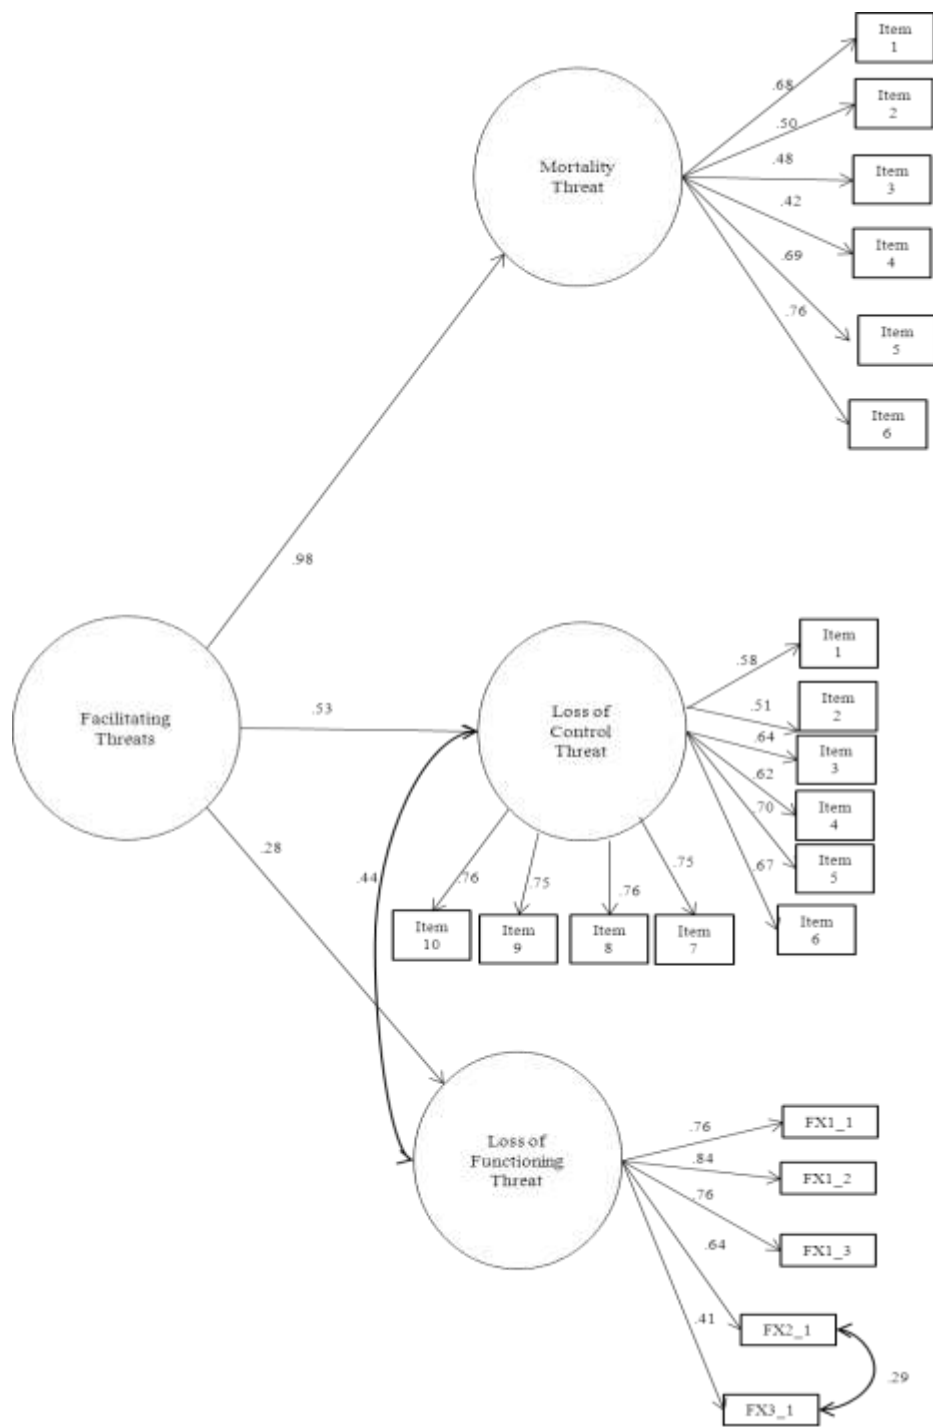 Item
1
.68
Item
2
.50
Mortality
Threat
.48
Item
3
.42
Item
4
.69
.76
Item
5
Item
6
.98
Facilitating
Threats
.53
Loss of
Control
Threat
.58
Item
1
.51
Item
2
.64
Item
3
.62
Item
4
.70
Item
5
.67
Item
6
.28
.44
.76
.75
.76
.75
Item
10
Item
9
Item
8
Item
7
Loss of
Functioning
Threat
.76
FX1_1
.84
FX1_2
.76
FX1_3
.64
.41
FX2_1
.29
FX3_1